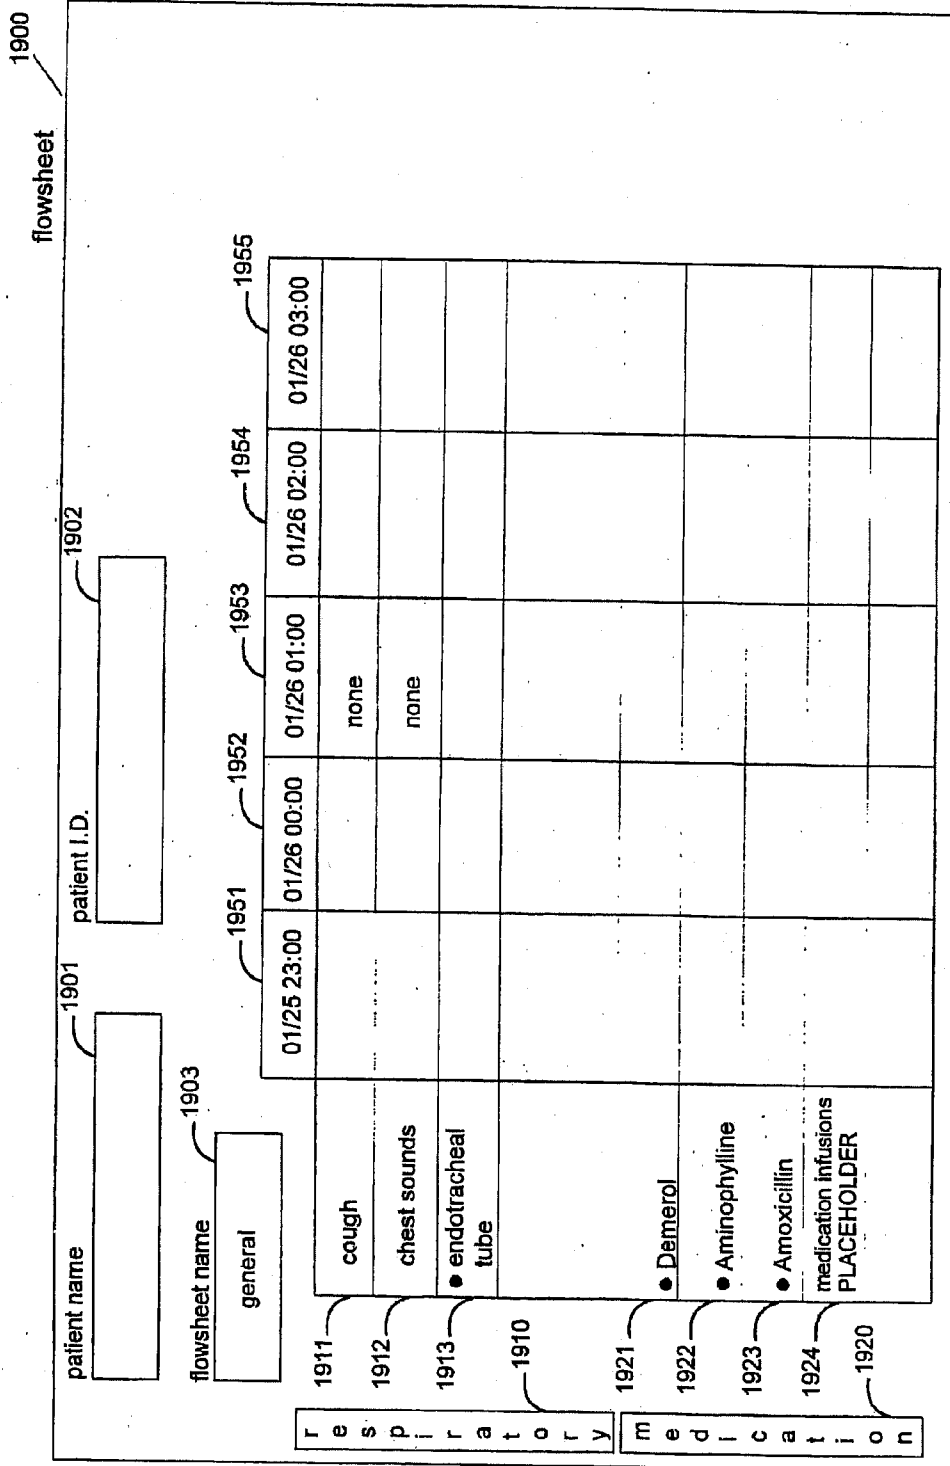 flowsheet
1900
patient name
1901
patient I.D.
1902
flowsheet name
1903
general
1951
1952
1953
1954
1955
01/25 23:00
01/26 00:00
01/26 01:00
01/26 02:00
01/26 03:00
respiratory
1911
cough
none
1912
chest sounds
none
1913
● endotracheal
tube
1910
medication
1921
● Demerol
1922
● Aminophylline
1923
● Amoxicillin
1924
medication infusions
PLACEHOLDER
1920